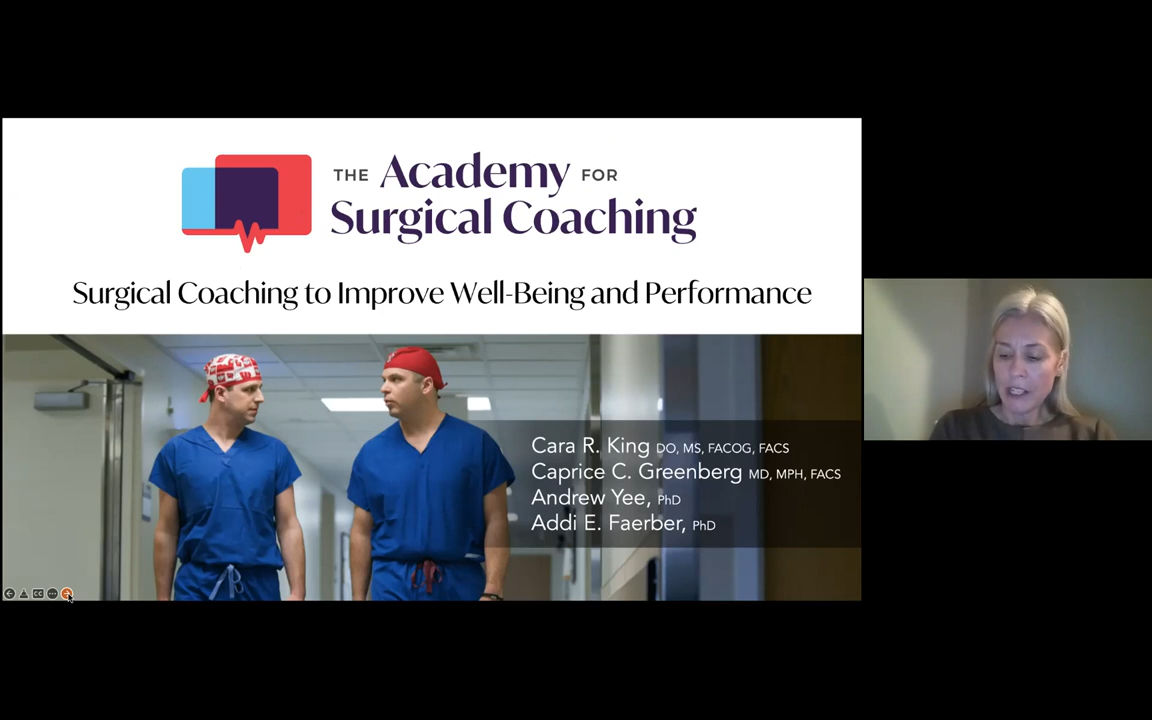 THE Academy FOR
Surgical Coaching
Surgical Coaching to Improve Well-Being and Performance
Cara R. King DO, MS, FACOG, FACS
Caprice C. Greenberg MD, MPH, FACS
Andrew Yee, PhD
Addi E. Faerber, PhD
CC